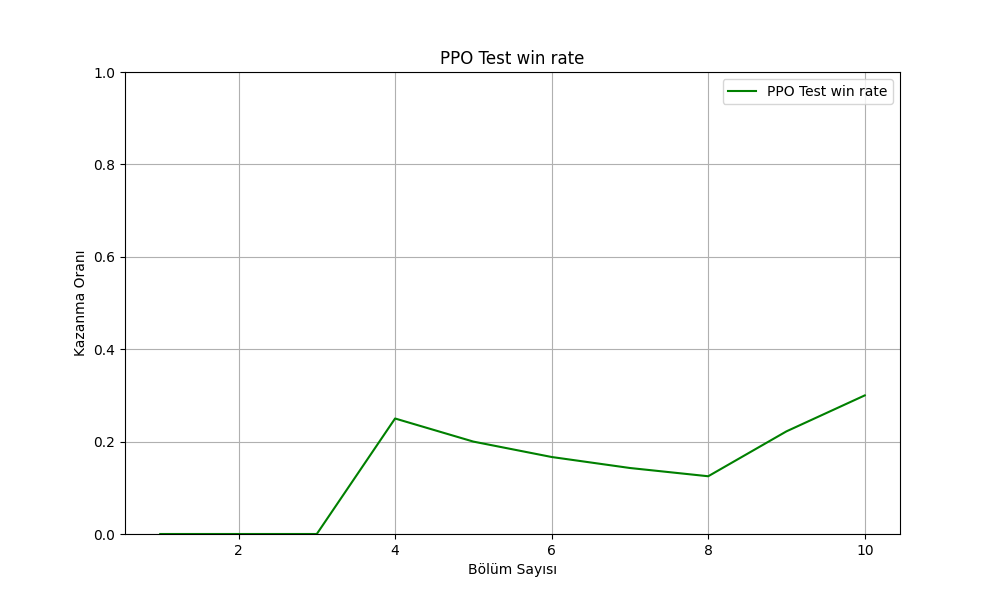 PPO Test win rate
PPO Test win rate
1.0
0.8
0.6
0.4
0.2
0.0
Kazanma Oranı
2 4 6 8 10
Bölüm Sayısı